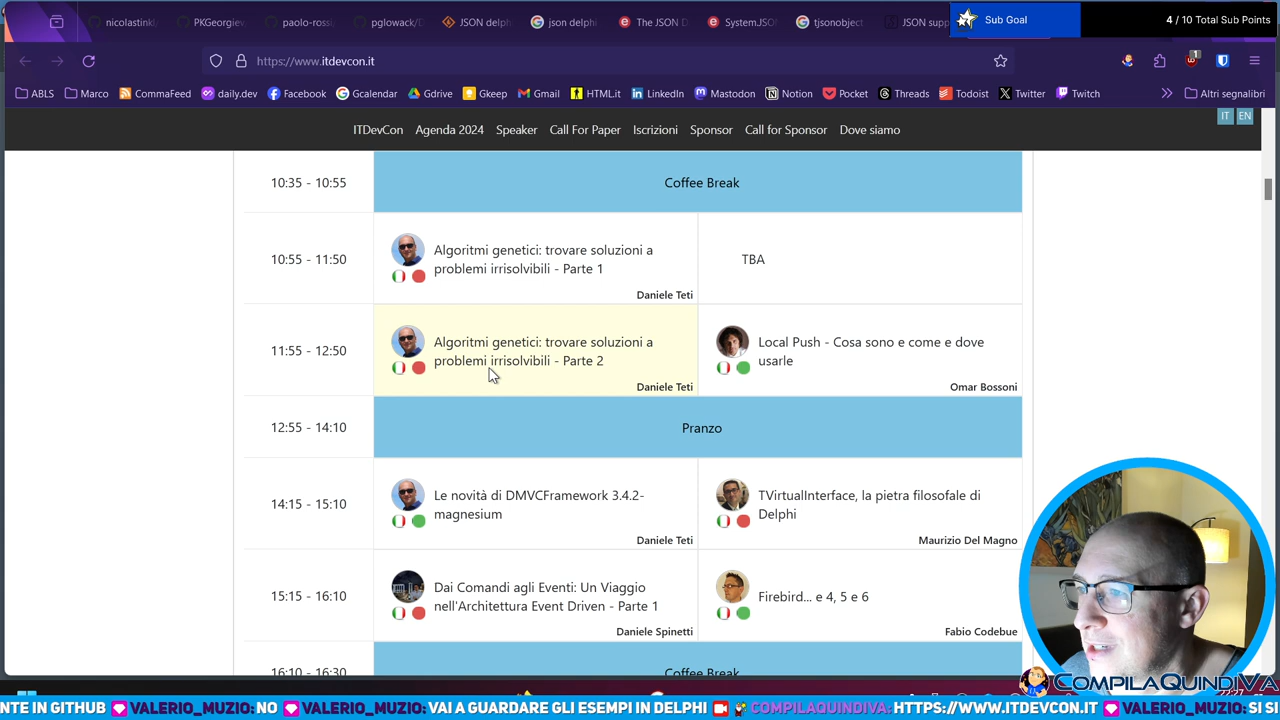 nicolastink
PKGeorgiev
paolo-rossi
pglowack/D
JSON delph
json delphi
The JSON D
SystemJSO
tjsonobject
JSON supp
Sub Goal
4 / 10 Total Sub Points
https://www.itdevcon.it
1
ABLS
Marco
CommaFeed
daily.dev
Facebook
Gcalendar
Gdrive
Gkeep
Gmail
HTML.it
LinkedIn
Mastodon
Notion
Pocket
Threads
Todoist
Twitter
Twitch
Altri segnalibri
ITDevCon
Agenda 2024
Speaker
Call For Paper
Iscrizioni
Sponsor
Call for Sponsor
Dove siamo
IT
EN
10:35 - 10:55
Coffee Break
10:55 - 11:50
Algoritmi genetici: trovare soluzioni a
problemi irrisolvibili - Parte 1
Daniele Teti
TBA
11:55 - 12:50
Algoritmi genetici: trovare soluzioni a
problemi irrisolvibili - Parte 2
Daniele Teti
Local Push - Cosa sono e come e dove
usarle
Omar Bossoni
12:55 - 14:10
Pranzo
14:15 - 15:10
Le novità di DMVCFramework 3.4.2-
magnesium
Daniele Teti
TVirtualInterface, la pietra filosofale di
Delphi
Maurizio Del Magno
15:15 - 16:10
Dai Comandi agli Eventi: Un Viaggio
nell'Architettura Event Driven - Parte 1
Daniele Spinetti
Firebird... e 4, 5 e 6
Fabio Codebue
16:10 - 16:30
Coffee Break
COMPILAQUINDIVA
NTE IN GITHUB VALERIO_MUZIO: NO VALERIO_MUZIO: VAI A GUARDARE GLI ESEMPI IN DELPHI COMPILAQUINDIVA: HTTPS://WWW.ITDEVCON.IT VALERIO_MUZIO: SI SI